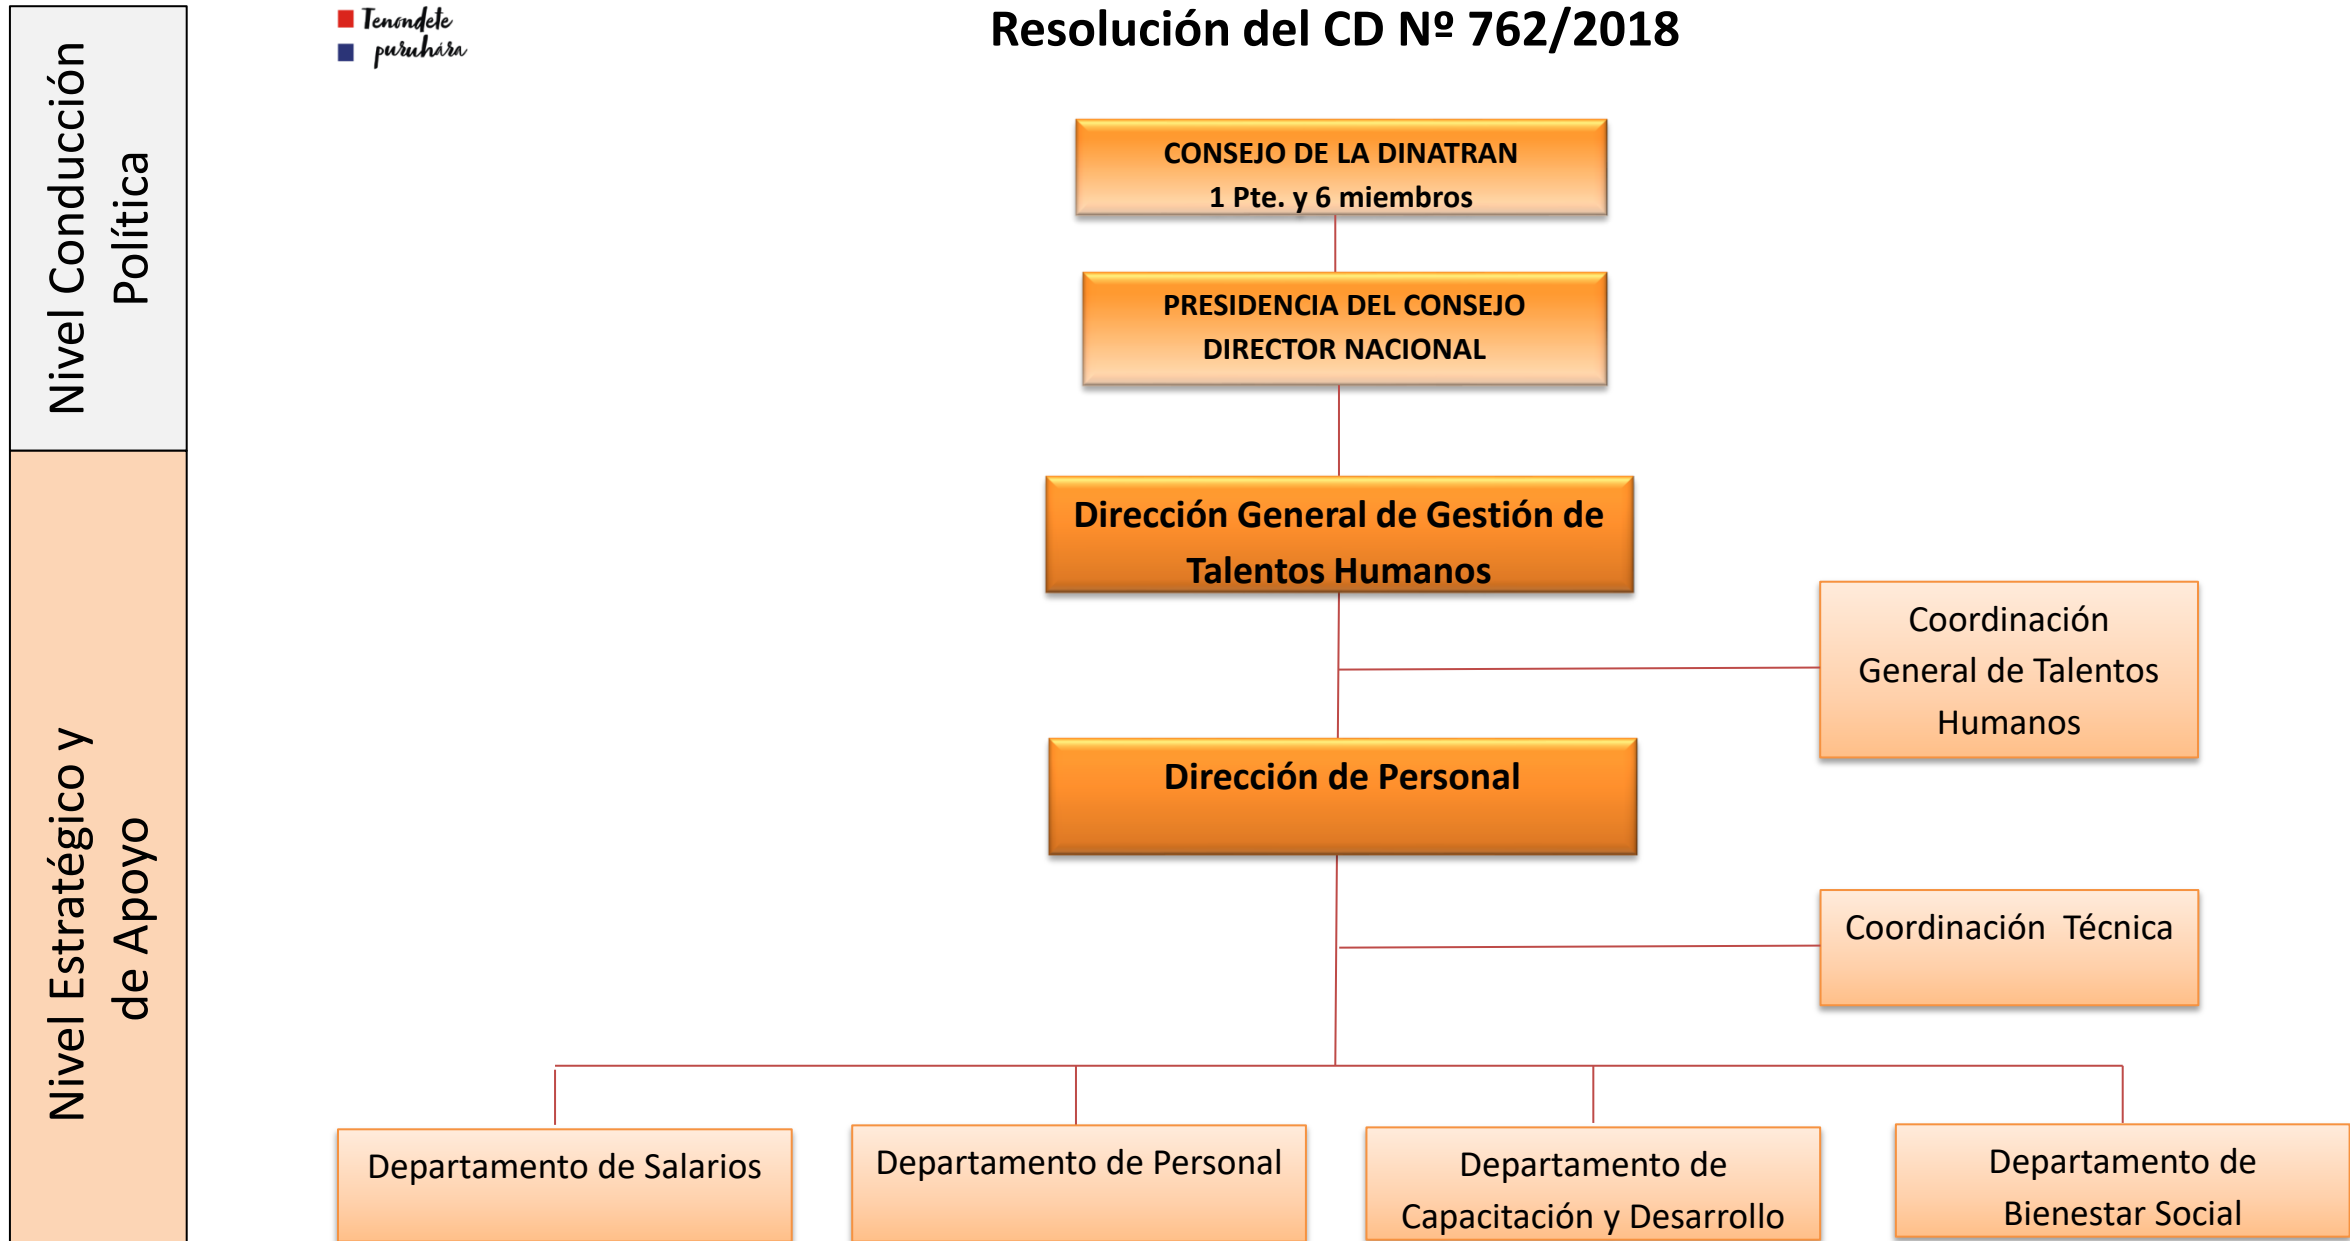 Tenondete
puruhára
Resolución del CD Nº 762/2018
Nivel Conducción
Política
CONSEJO DE LA DINATRAN
1 Pte. y 6 miembros
PRESIDENCIA DEL CONSEJO
DIRECTOR NACIONAL
Nivel Estratégico y
de Apoyo
Dirección General de Gestión de
Talentos Humanos
Coordinación
General de Talentos
Humanos
Dirección de Personal
Coordinación  Técnica
Departamento de Salarios
Departamento de Personal
Departamento de
Capacitación y Desarrollo
Departamento de
Bienestar Social